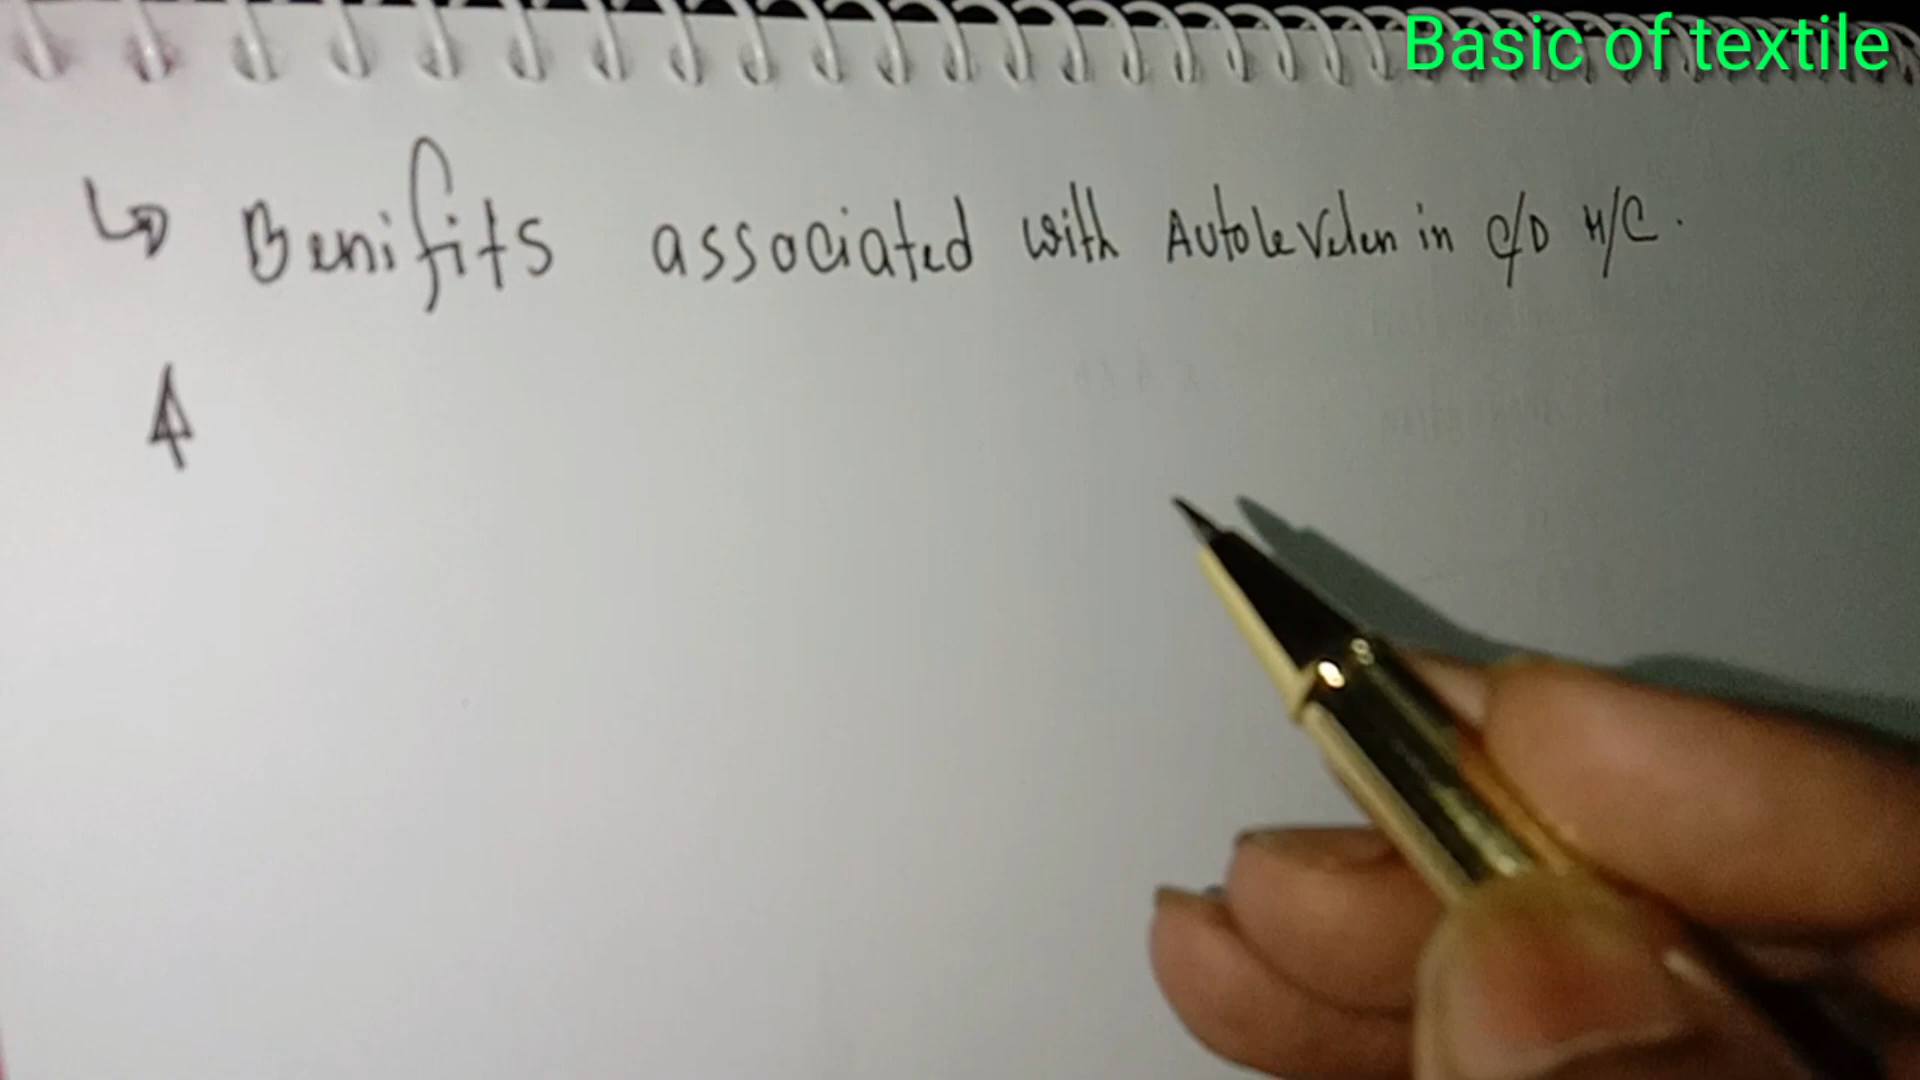 Basic of textile
↳ Benifits associated with Autoleveler in C/D M/C.